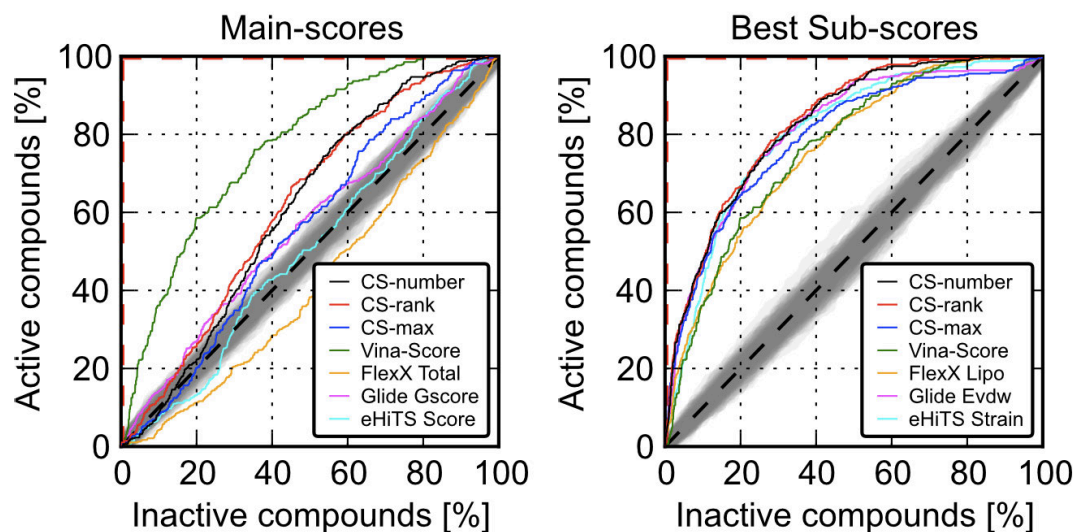 Main-scores
Active compounds [%]
100
80
60
40
20
0
CS-number
CS-rank
CS-max
Vina-Score
FlexX Total
Glide Gscore
eHiTS Score
0 20 40 60 80 100
Inactive compounds [%]
Best Sub-scores
Active compounds [%]
100
80
60
40
20
0
CS-number
CS-rank
CS-max
Vina-Score
FlexX Lipo
Glide Evdw
eHiTS Strain
0 20 40 60 80 100
Inactive compounds [%]